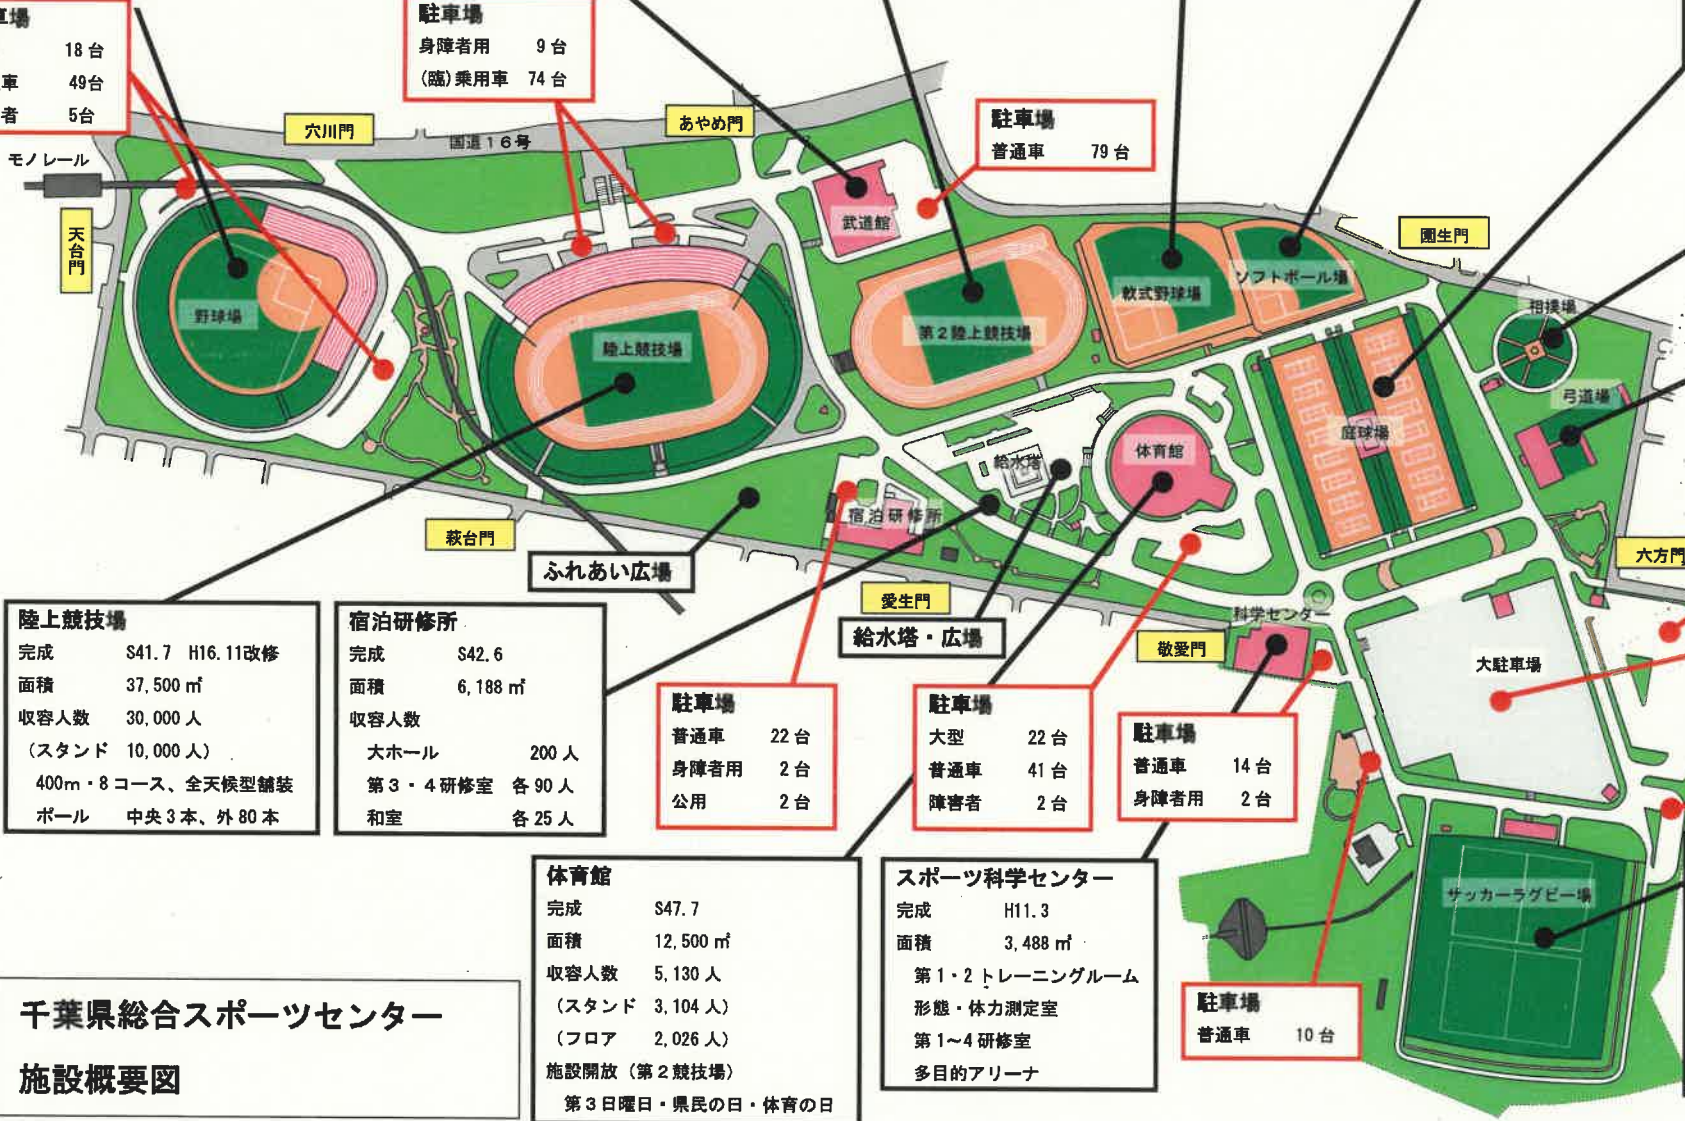 車場
18台
車 49台
者 5台
駐車場
身障者用 9台
(臨)乗用車 74台
駐車場
普通車 79台
穴川門
国道16号
あやめ門
モノレール
天台門
武道館
園生門
野球場
陸上競技場
第2陸上競技場
軟式野球場
ソフトボール場
相撲場
弓道場
庭球場
体育館
給水塔
宿泊研修所
萩台門
ふれあい広場
愛生門
給水塔・広場
敬愛門
科学センター
六方門
大駐車場
サッカーラグビー場
陸上競技場
完成 S41.7 H16.11改修
面積 37,500㎡
収容人数 30,000人
(スタンド 10,000人)
400m・8コース、全天候型舗装
ポール 中央3本、外80本
宿泊研修所
完成 S42.6
面積 6,188㎡
収容人数
大ホール 200人
第3・4研修室 各90人
和室 各25人
駐車場
普通車 22台
身障者用 2台
公用 2台
駐車場
大型 22台
普通車 41台
障害者 2台
駐車場
普通車 14台
身障者用 2台
体育館
完成 S47.7
面積 12,500㎡
収容人数 5,130人
(スタンド 3,104人)
(フロア 2,026人)
施設開放(第2競技場)
第3日曜日・県民の日・体育の日
スポーツ科学センター
完成 H11.3
面積 3,488㎡
第1・2トレーニングルーム
形態・体力測定室
第1~4研修室
多目的アリーナ
駐車場
普通車 10台
千葉県総合スポーツセンター
施設概要図